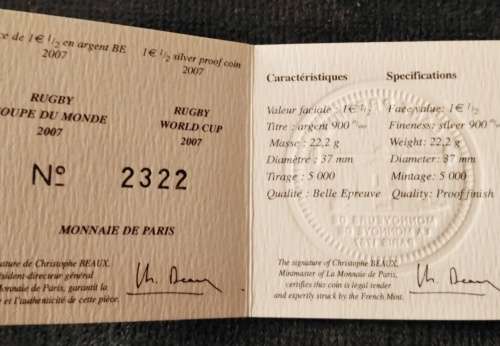 ce de 1€ 1/2 en argent BE
2007
1€ 1/2 silver proof coin
2007
RUGBY
COUPE DU MONDE
2007
RUGBY
WORLD CUP
2007
No 2322
MONNAIE DE PARIS
signature de Christophe BEAUX,
président-directeur général
Monnaie de Paris, garantit la
et l'authenticité de cette pièce.
Caractéristiques
Valeur faciale : 1€ 1/2
Titre : argent 900 ‰
Masse : 22,2 g
Diamètre : 37 mm
Tirage : 5 000
Qualité : Belle Epreuve
Specifications
Face value: 1€ 1/2
Fineness: silver 900 ‰
Weight: 22,2 g
Diameter: 37 mm
Mintage: 5 000
Quality: Proof finish
The signature of Christophe BEAUX,
Mintmaster of La Monnaie de Paris,
certifies this coin is legal tender
and expertly struck by the French Mint.